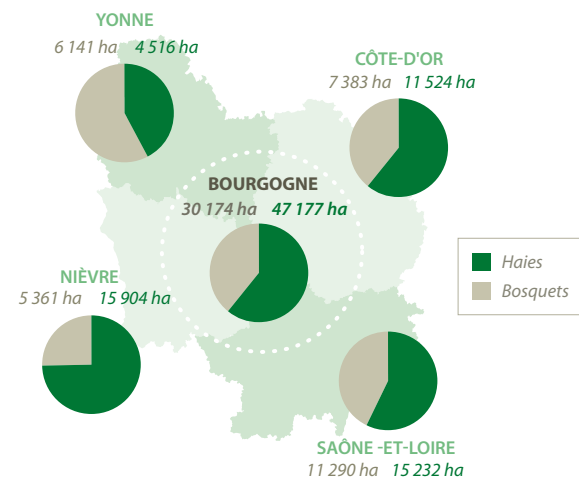 YONNE
6 141 ha 4 516 ha
CÔTE-D'OR
7 383 ha 11 524 ha
BOURGOGNE
30 174 ha 47 177 ha
Haies
Bosquets
NIÈVRE
5 361 ha 15 904 ha
SAÔNE -ET-LOIRE
11 290 ha 15 232 ha